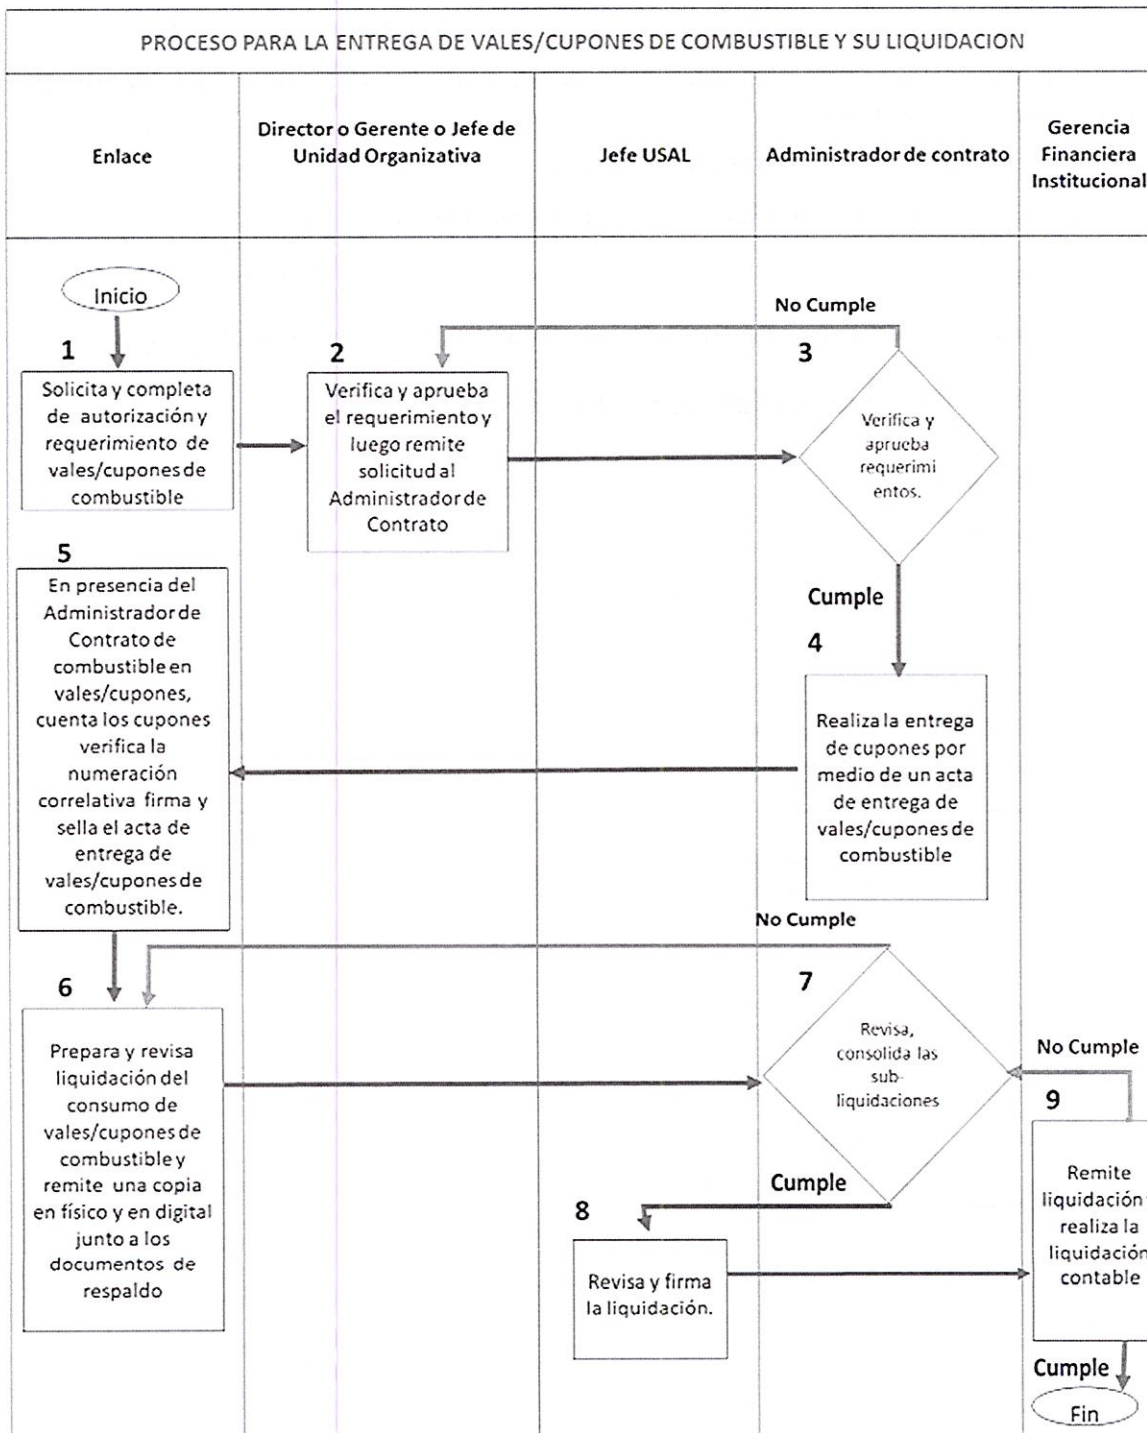 PROCESO PARA LA ENTREGA DE VALES/CUPONES DE COMBUSTIBLE Y SU LIQUIDACION
Enlace
Director o Gerente o Jefe de
Unidad Organizativa
Jefe USAL
Administrador de contrato
Gerencia
Financiera
Institucional
Inicio
1
Solicita y completa
de autorización y
requerimiento de
vales/cupones de
combustible
2
Verifica y aprueba
el requerimiento y
luego remite
solicitud al
Administrador de
Contrato
No Cumple
3
Verifica y
aprueba
requerimi
entos.
Cumple
4
Realiza la entrega
de cupones por
medio de un acta
de entrega de
vales/cupones de
combustible
5
En presencia del
Administrador de
Contrato de
combustible en
vales/cupones,
cuenta los cupones
verifica la
numeración
correlativa firma y
sella el acta de
entrega de
vales/cupones de
combustible.
6
Prepara y revisa
liquidación del
consumo de
vales/cupones de
combustible y
remite una copia
en físico y en digital
junto a los
documentos de
respaldo
No Cumple
7
Revisa,
consolida las
sub-
liquidaciones
Cumple
8
Revisa y firma
la liquidación.
No Cumple
9
Remite
liquidación
realiza la
liquidación
contable
Cumple
Fin